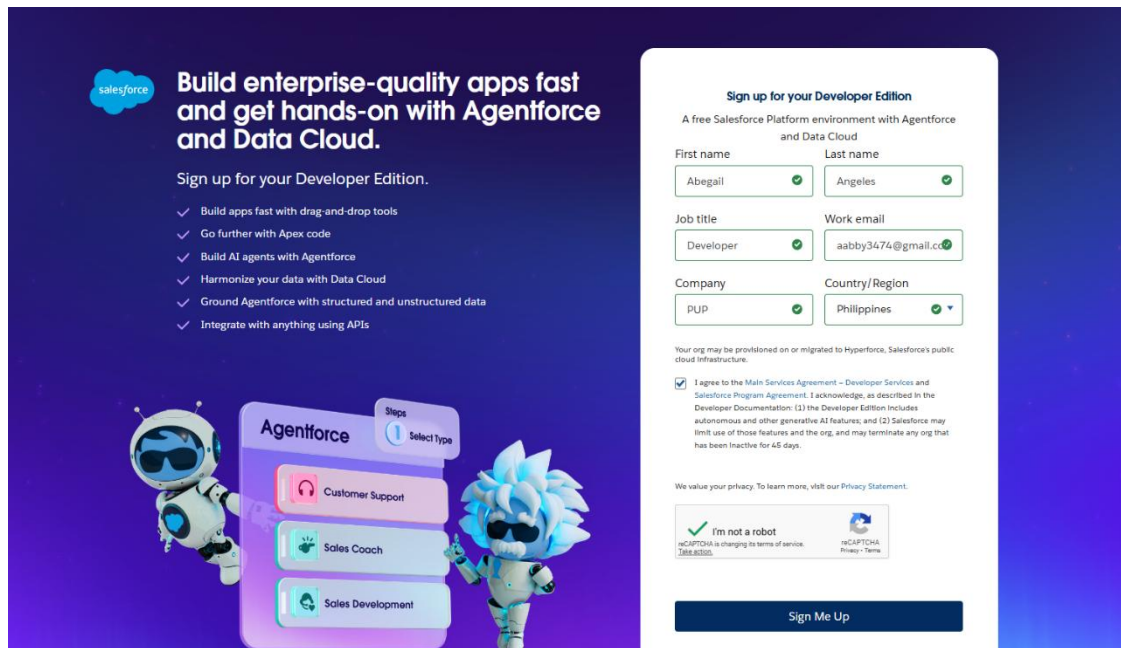 salesforce
Build enterprise-quality apps fast
and get hands-on with Agentforce
and Data Cloud.
Sign up for your Developer Edition.
Build apps fast with drag-and-drop tools
Go further with Apex code
Build AI agents with Agentforce
Harmonize your data with Data Cloud
Ground Agentforce with structured and unstructured data
Integrate with anything using APIs
Agentforce
Steps
1 Select Type
Customer Support
Sales Coach
Sales Development
Sign up for your Developer Edition
A free Salesforce Platform environment with Agentforce
and Data Cloud
First name Last name
Abegail Angeles
Job title Work email
Developer aabby3474@gmail.co
Company Country/Region
PUP Philippines
Your org may be provisioned on or migrated to Hyperforce, Salesforce's public
cloud infrastructure.
I agree to the Main Services Agreement – Developer Services and
Salesforce Program Agreement. I acknowledge, as described in the
Developer Documentation: (1) the Developer Edition includes
autonomous and other generative AI features; and (2) Salesforce may
limit use of those features and the org, and may terminate any org that
has been inactive for 45 days.
We value your privacy. To learn more, visit our Privacy Statement.
I'm not a robot
reCAPTCHA is changing its terms of service.
Take action.
reCAPTCHA
Privacy - Terms
Sign Me Up